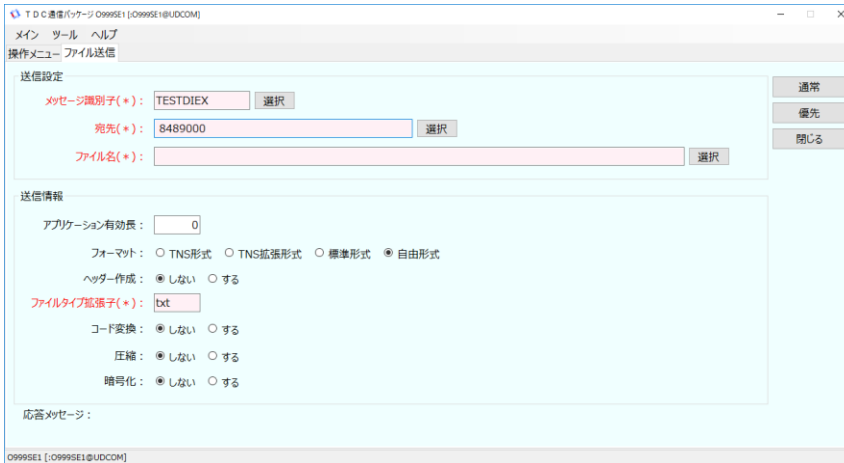 TDC通信パッケージ O999SE1 [:O999SE1@UDCOM]
メイン ツール ヘルプ
操作メニュー ファイル送信
送信設定
メッセージ識別子(*): TESTDIEX 選択
宛先(*): 8489000 選択
ファイル名(*): 選択
通常
優先
閉じる
送信情報
アプリケーション有効長: 0
フォーマット: TNS形式 TNS拡張形式 標準形式 自由形式
ヘッダー作成: しない する
ファイルタイプ拡張子(*): txt
コード変換: しない する
圧縮: しない する
暗号化: しない する
応答メッセージ:
O999SE1 [:O999SE1@UDCOM]